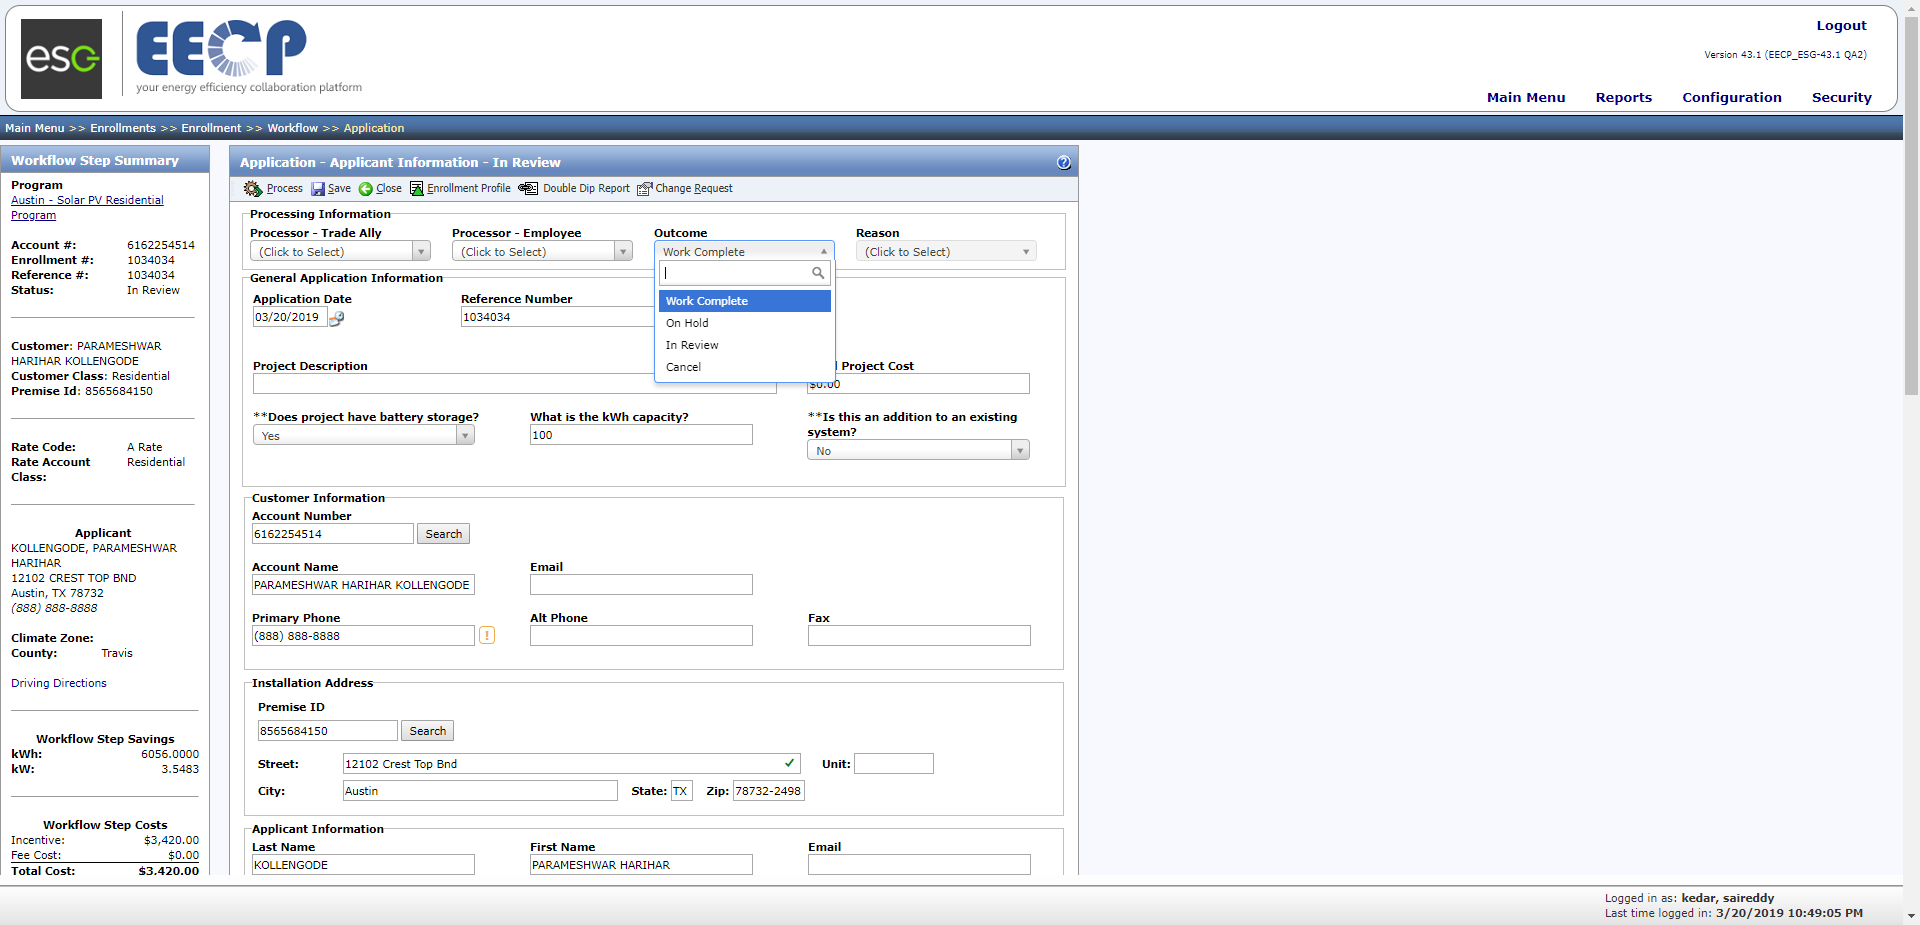 esg
EECP
your energy efficiency collaboration platform
Logout
Version 43.1 (EECP_ESG-43.1 QA2)
Main Menu Reports Configuration Security
Main Menu >> Enrollments >> Enrollment >> Workflow >> Application
Workflow Step Summary
Program
Austin - Solar PV Residential
Program
Account #: 6162254514
Enrollment #: 1034034
Reference #: 1034034
Status: In Review
Customer: PARAMESHWAR
HARIHAR KOLLENGODE
Customer Class: Residential
Premise Id: 8565684150
Rate Code: A Rate
Rate Account Residential
Class:
Applicant
KOLLENGODE, PARAMESHWAR
HARIHAR
12102 CREST TOP BND
Austin, TX 78732
(888) 888-8888
Climate Zone:
County: Travis
Driving Directions
Workflow Step Savings
kWh: 6056.0000
kW: 3.5483
Workflow Step Costs
Incentive: $3,420.00
Fee Cost: $0.00
Total Cost: $3,420.00
Application - Applicant Information - In Review
Process Save Close Enrollment Profile Double Dip Report Change Request
Processing Information
Processor - Trade Ally Processor - Employee Outcome Reason
(Click to Select) (Click to Select) Work Complete (Click to Select)
Work Complete
On Hold
In Review
Cancel
General Application Information
Application Date Reference Number
03/20/2019 1034034
Project Description Project Cost
$0.00
**Does project have battery storage? What is the kWh capacity? **Is this an addition to an existing
system?
Yes 100 No
Customer Information
Account Number
6162254514 Search
Account Name Email
PARAMESHWAR HARIHAR KOLLENGODE
Primary Phone Alt Phone Fax
(888) 888-8888 !
Installation Address
Premise ID
8565684150 Search
Street: 12102 Crest Top Bnd Unit:
City: Austin State: TX Zip: 78732-2498
Applicant Information
Last Name First Name Email
KOLLENGODE PARAMESHWAR HARIHAR
Logged in as: kedar, saireddy
Last time logged in: 3/20/2019 10:49:05 PM